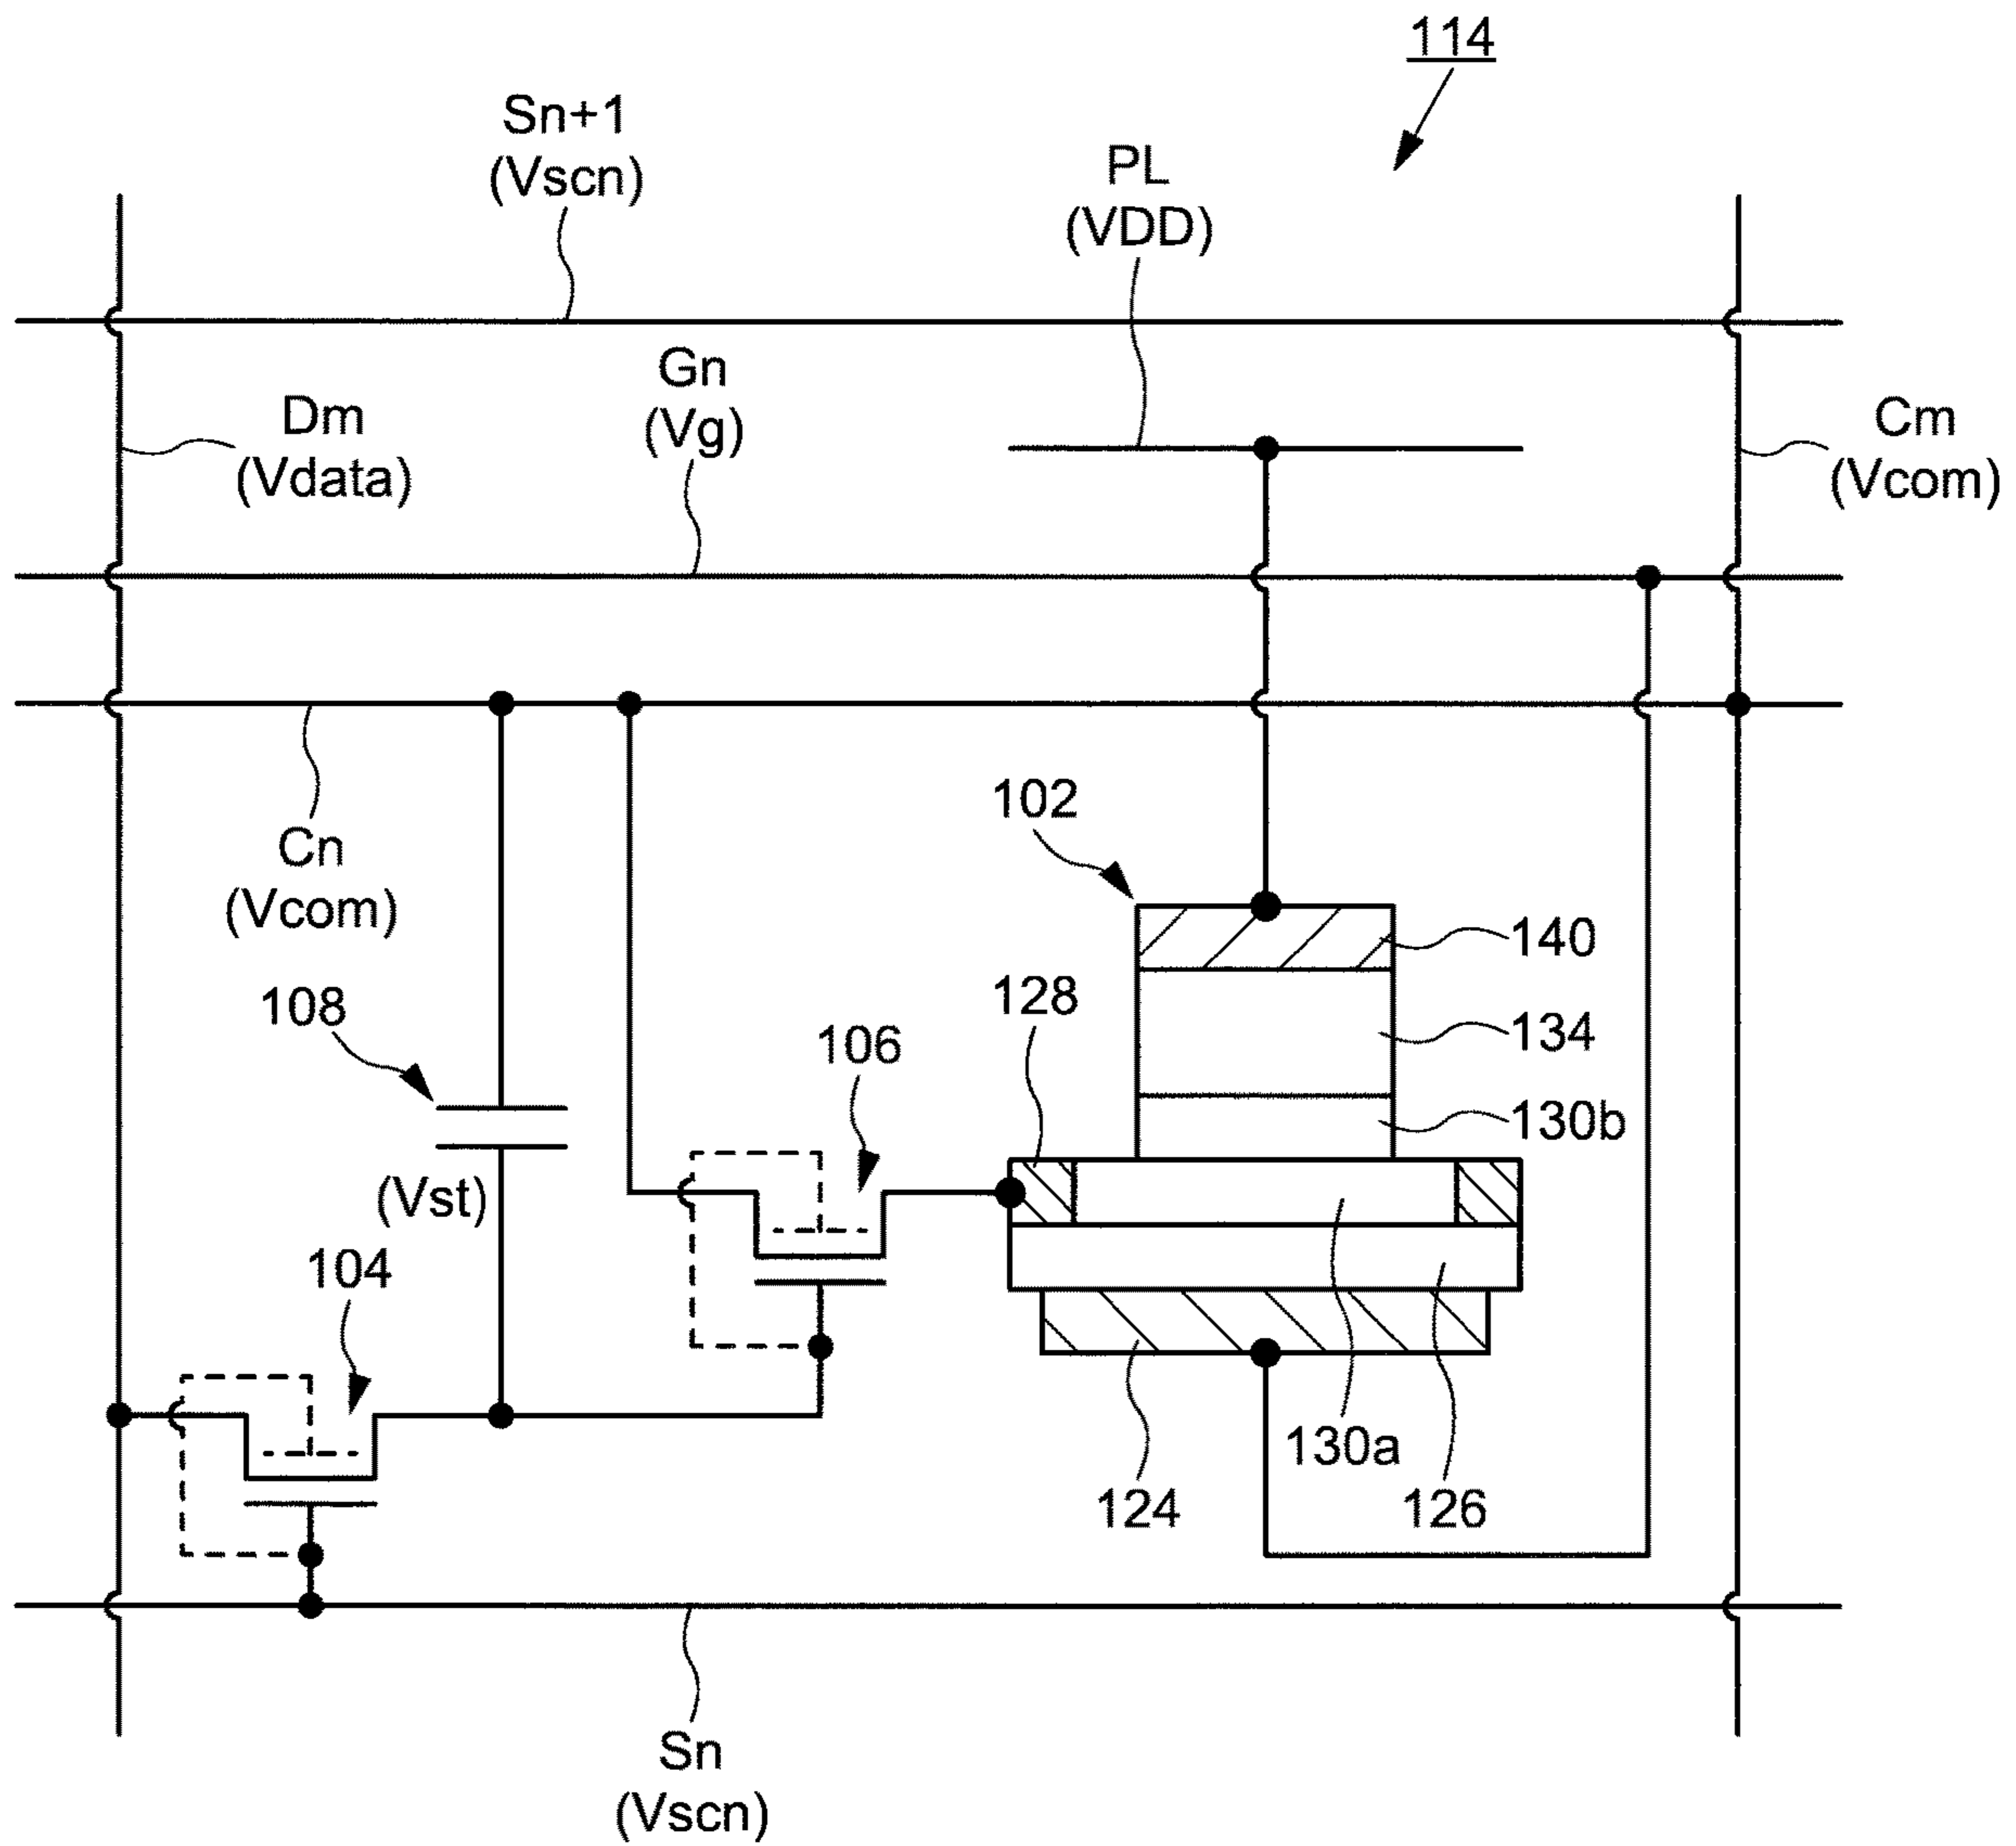 114
Sn+1
(Vscn)
PL
(VDD)
Gn
(Vg)
Dm
(Vdata)
Cm
(Vcom)
Cn
(Vcom)
102
140
128
108
134
106
130b
(Vst)
104
130a
124
126
Sn
(Vscn)